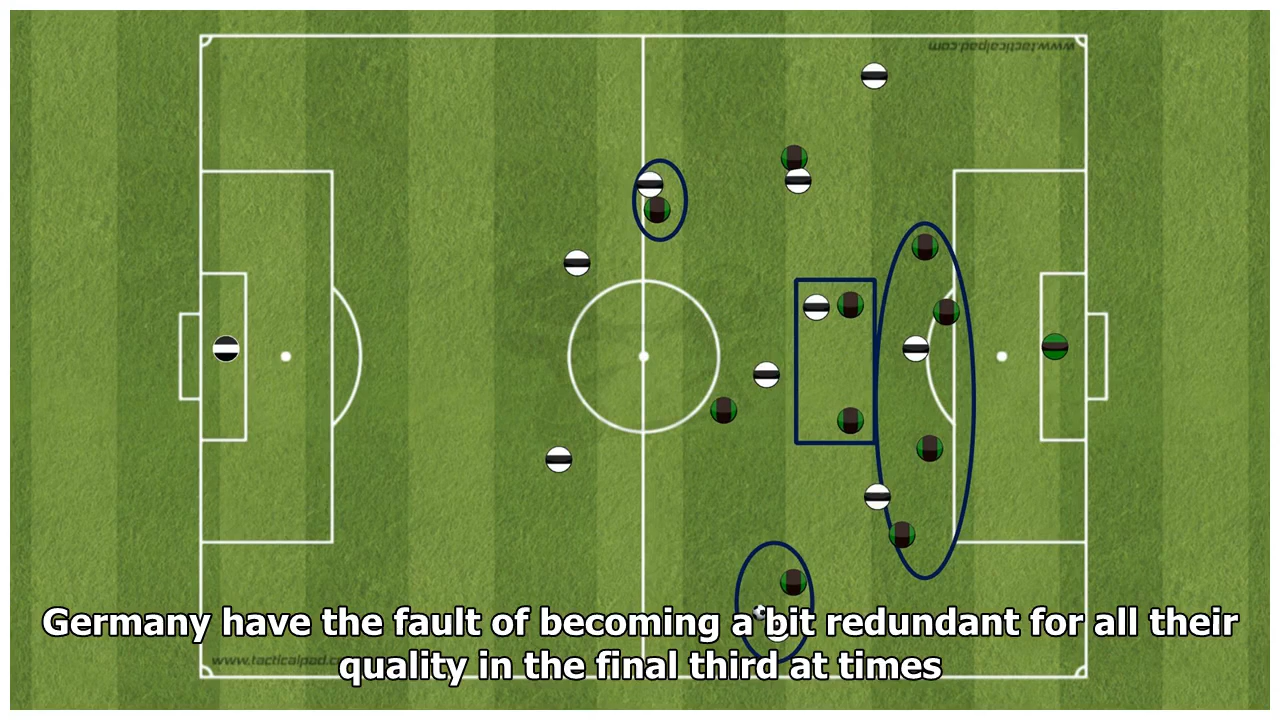 www.tacticalpad.com
Germany have the fault of becoming a bit redundant for all their
www.tacticalpad.c
quality in the final third at times